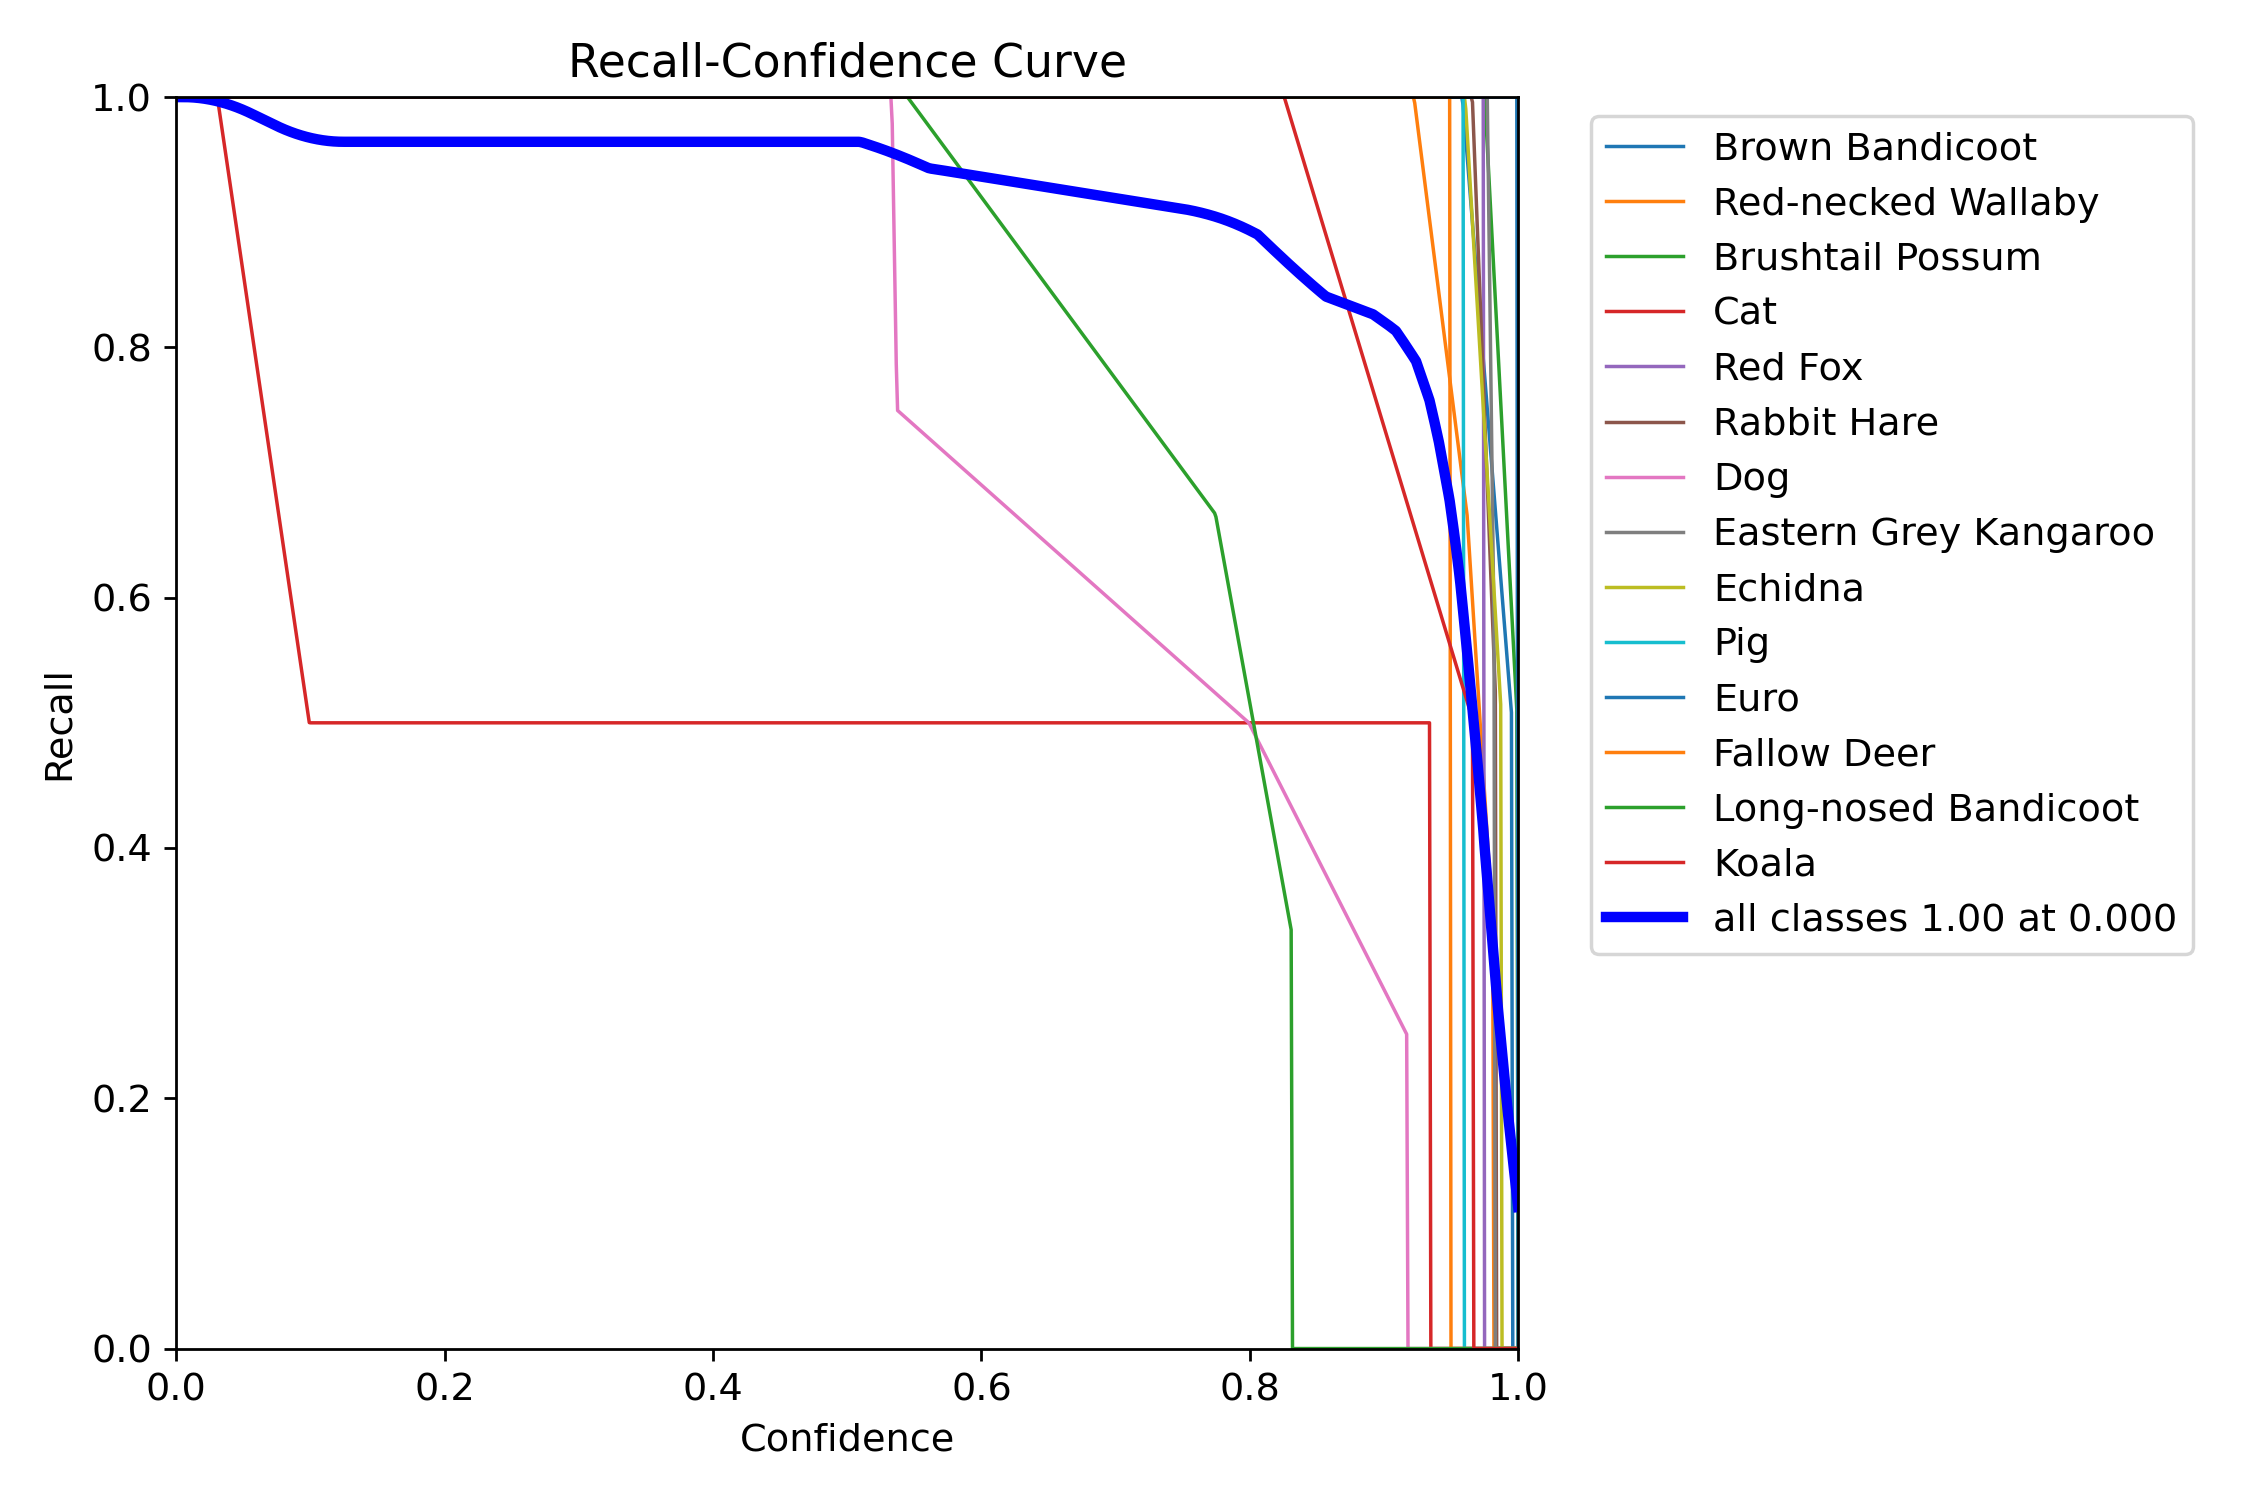 Recall-Confidence Curve
1.0
0.8
0.6
0.4
0.2
0.0
Recall
0.0 0.2 0.4 0.6 0.8 1.0
Confidence
Brown Bandicoot
Red-necked Wallaby
Brushtail Possum
Cat
Red Fox
Rabbit Hare
Dog
Eastern Grey Kangaroo
Echidna
Pig
Euro
Fallow Deer
Long-nosed Bandicoot
Koala
all classes 1.00 at 0.000